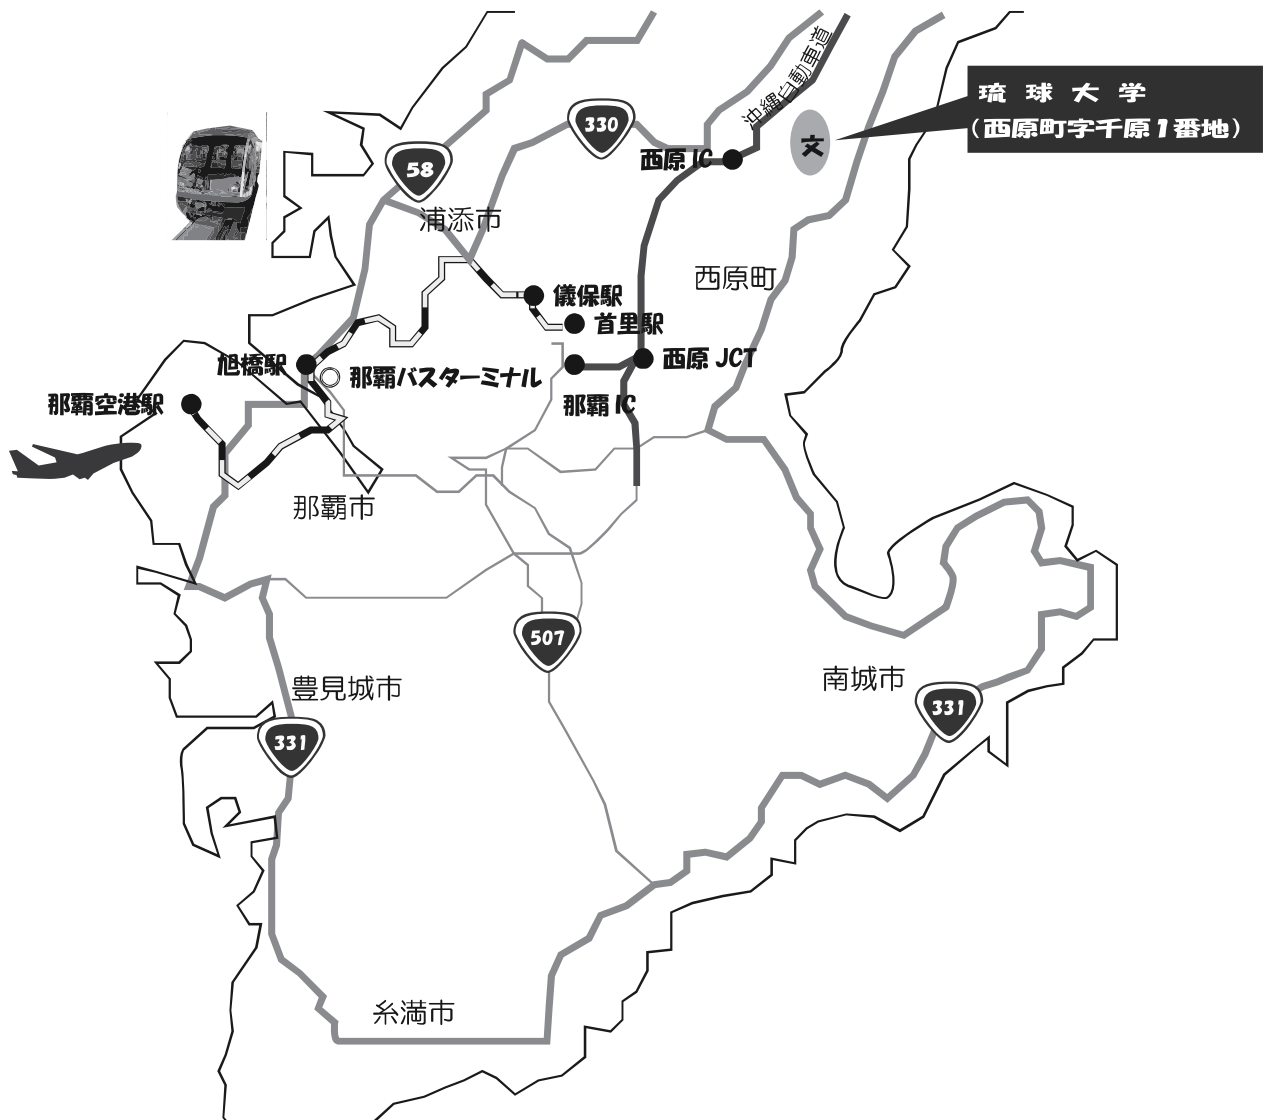 沖縄自動車道
琉球大学
(西原町字千原1番地)
330
文
西原IC
58
浦添市
西原町
儀保駅
首里駅
旭橋駅
西原JCT
那覇バスターミナル
那覇空港駅
那覇IC
那覇市
507
豊見城市
南城市
331
331
糸満市